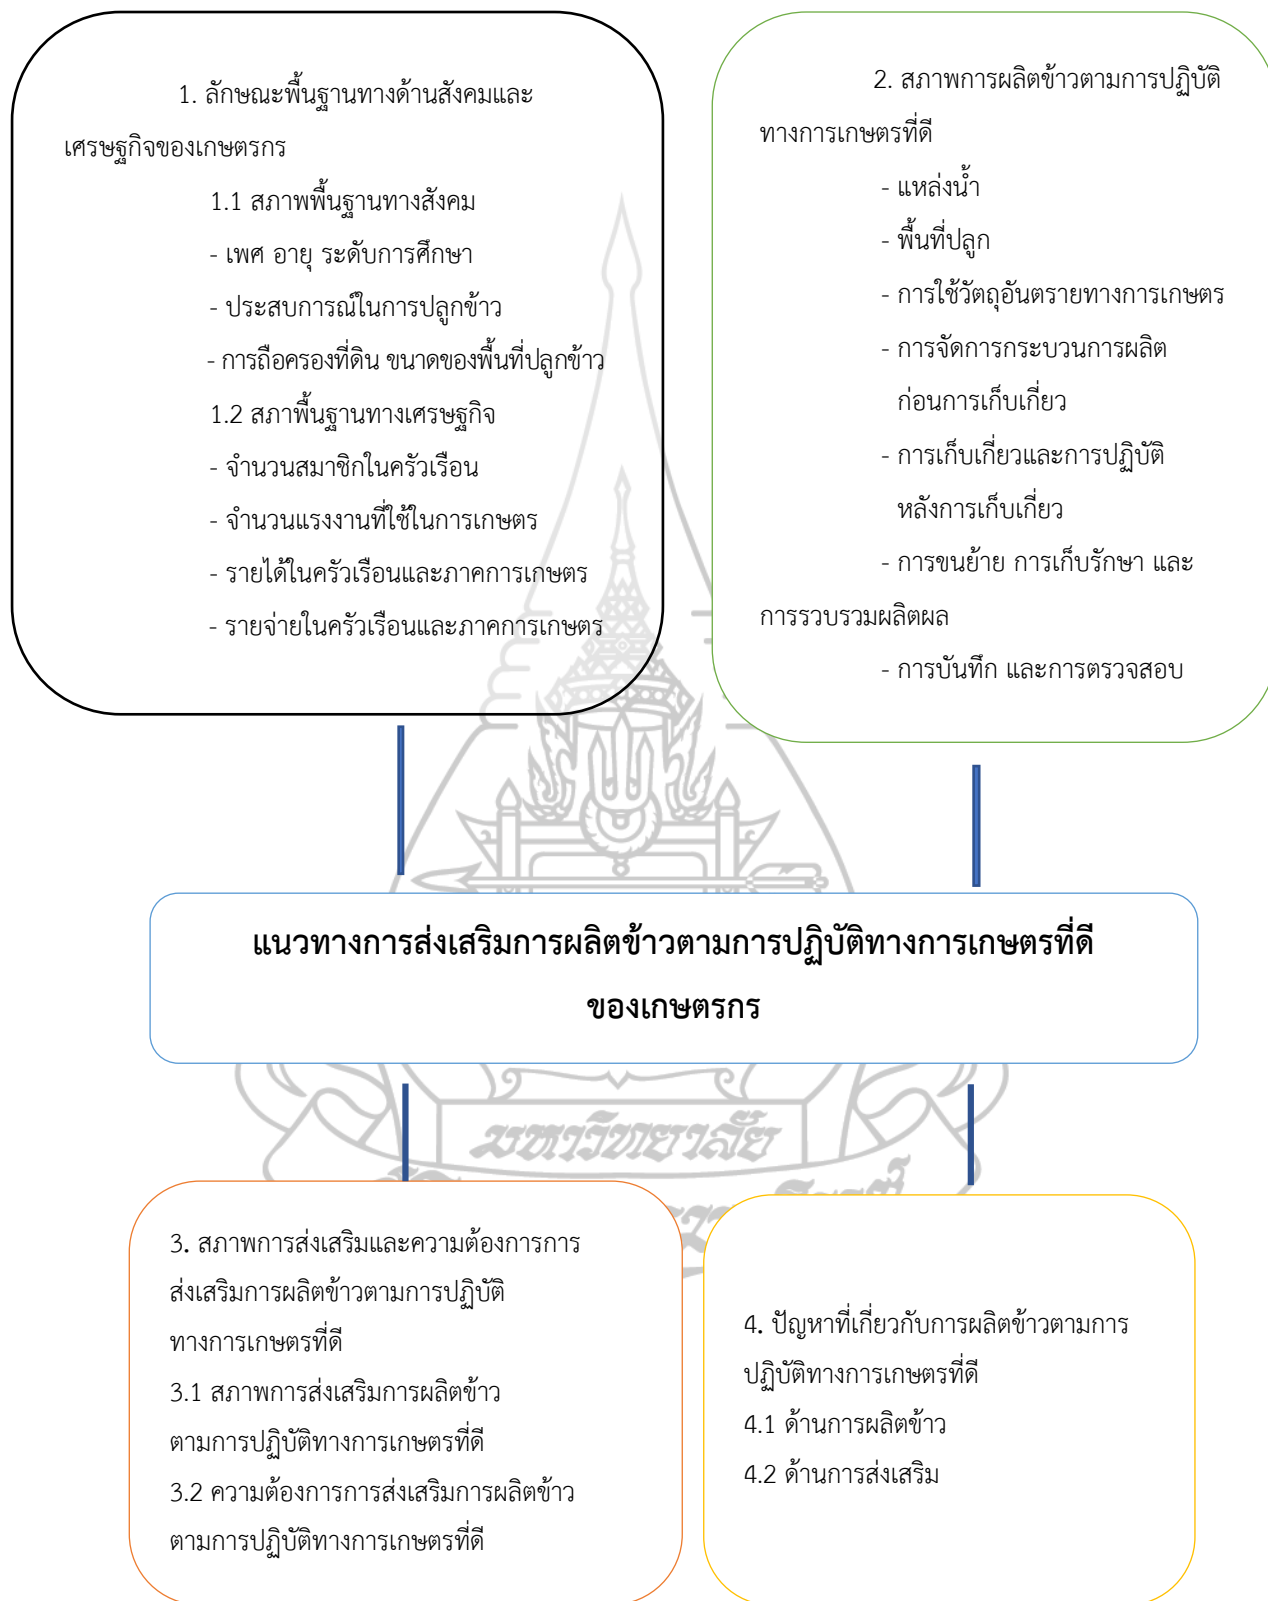 1. ลักษณะพื้นฐานทางด้านสังคมและ
เศรษฐกิจของเกษตรกร
1.1 สภาพพื้นฐานทางสังคม
- เพศ อายุ ระดับการศึกษา
- ประสบการณ์ในการปลูกข้าว
- การถือครองที่ดิน ขนาดของพื้นที่ปลูกข้าว
1.2 สภาพื้นฐานทางเศรษฐกิจ
- จำนวนสมาชิกในครัวเรือน
- จำนวนแรงงานที่ใช้ในการเกษตร
- รายได้ในครัวเรือนและภาคการเกษตร
- รายจ่ายในครัวเรือนและภาคการเกษตร
2. สภาพการผลิตข้าวตามการปฏิบัติ
ทางการเกษตรที่ดี
- แหล่งน้ำ
- พื้นที่ปลูก
- การใช้วัตถุอันตรายทางการเกษตร
- การจัดการกระบวนการผลิต
ก่อนการเก็บเกี่ยว
- การเก็บเกี่ยวและการปฏิบัติ
หลังการเก็บเกี่ยว
- การขนย้าย การเก็บรักษา และ
การรวบรวมผลิตผล
- การบันทึก และการตรวจสอบ
แนวทางการส่งเสริมการผลิตข้าวตามการปฏิบัติทางการเกษตรที่ดี
ของเกษตรกร
มหาวิทยาลัย
3. สภาพการส่งเสริมและความต้องการการ
ส่งเสริมการผลิตข้าวตามการปฏิบัติ
ทางการเกษตรที่ดี
3.1 สภาพการส่งเสริมการผลิตข้าว
ตามการปฏิบัติทางการเกษตรที่ดี
3.2 ความต้องการการส่งเสริมการผลิตข้าว
ตามการปฏิบัติทางการเกษตรที่ดี
4. ปัญหาที่เกี่ยวกับการผลิตข้าวตามการ
ปฏิบัติทางการเกษตรที่ดี
4.1 ด้านการผลิตข้าว
4.2 ด้านการส่งเสริม